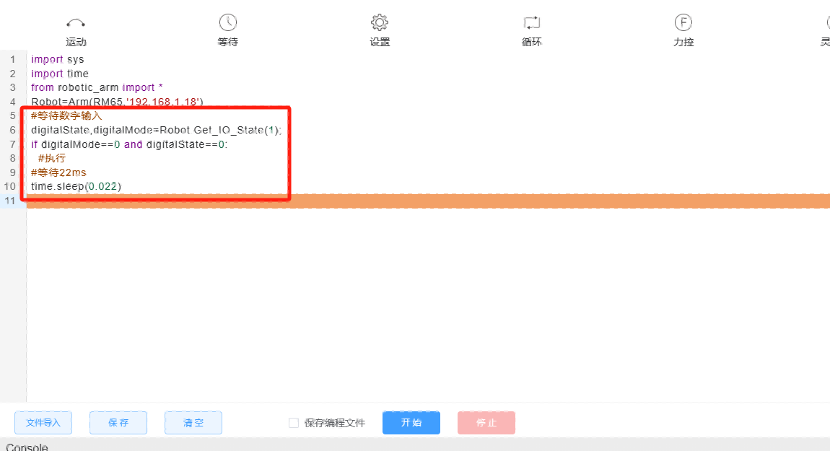 运动 等待 设置 循环 F 力控 灵
1 import sys
2 import time
3 from robotic_arm import *
4 Robot=Arm(RM65,'192.168.1.18')
5 #等待数字输入
6 digitalState,digitalMode=Robot.Get_IO_State(1);
7 if digitalMode==0 and digitalState==0:
8 #执行
9 #等待22ms
10 time.sleep(0.022)
11
文件导入 保存 清空 保存编程文件 开始 停止
Console